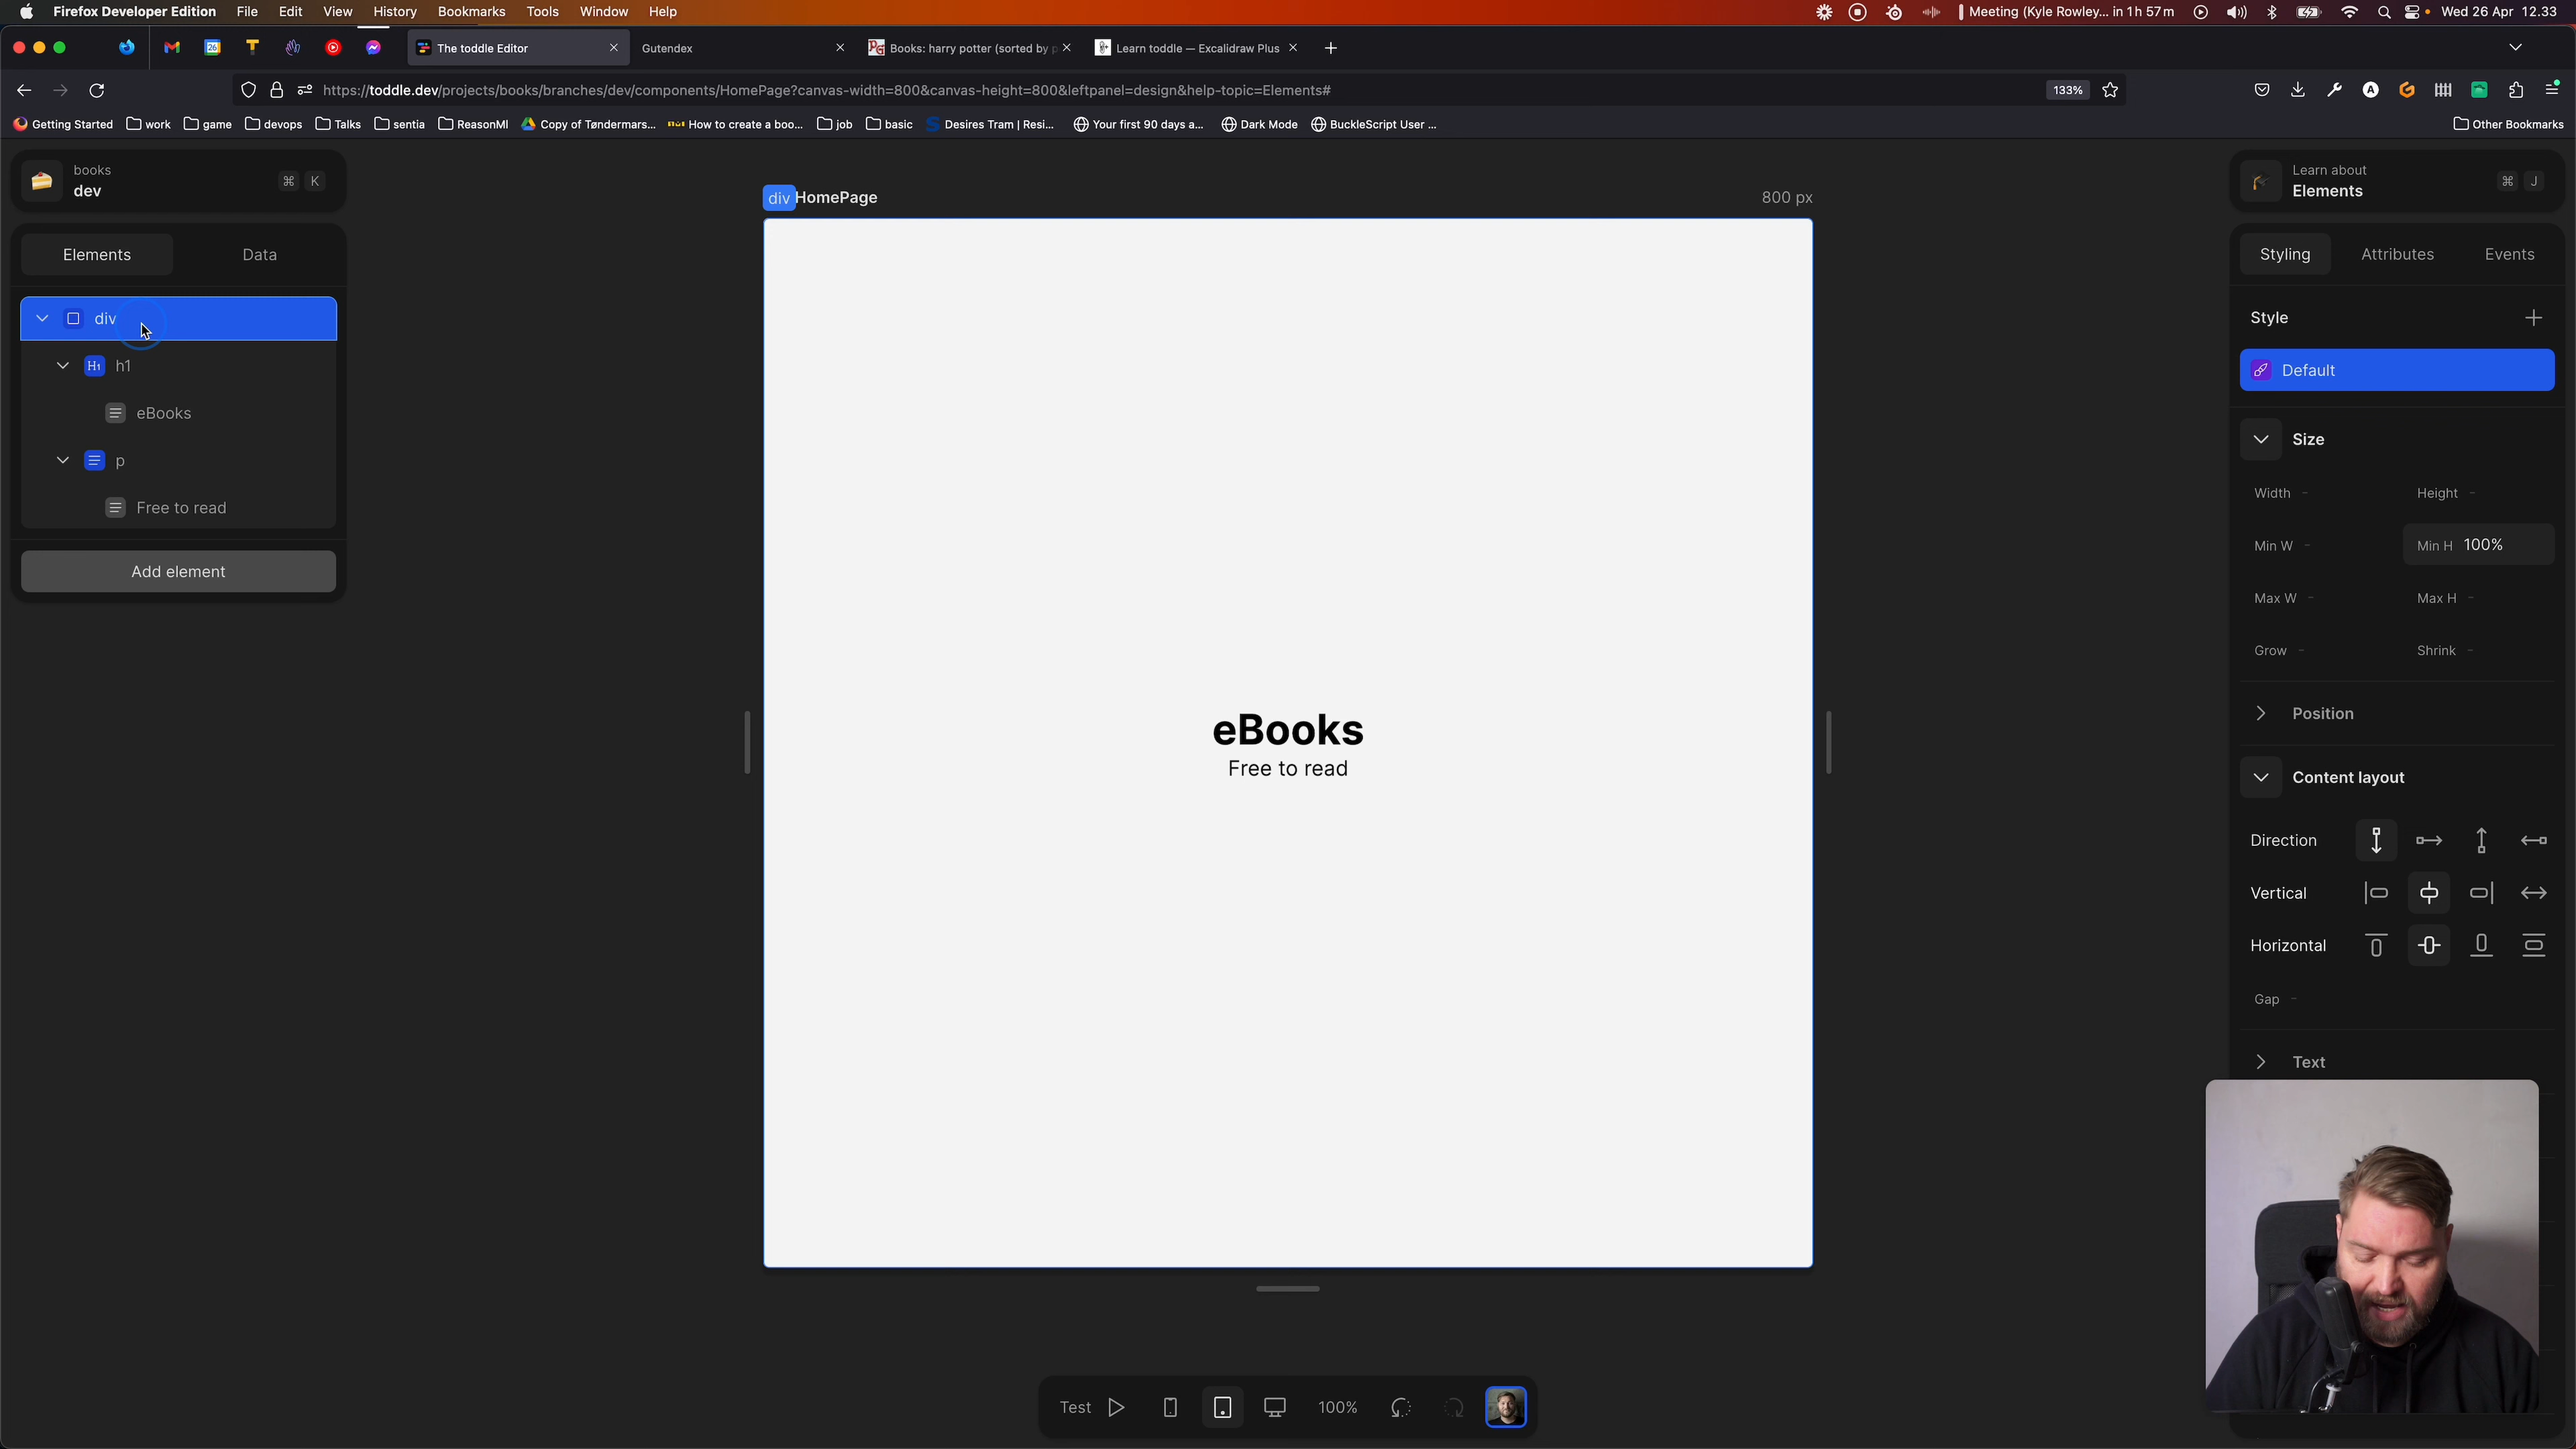 Firefox Developer Edition File Edit View History Bookmarks Tools Window Help Meeting (Kyle Rowley... in 1h 57m Wed 26 Apr 12.33
The toddle Editor Gutendex Books: harry potter (sorted by p Learn toddle — Excalidraw Plus
https://toddle.dev/projects/books/branches/dev/components/HomePage?canvas-width=800&canvas-height=800&leftpanel=design&help-topic=Elements# 133%
Getting Started work game devops Talks sentia ReasonMl Copy of Tøndermars... How to create a boo... job basic Desires Tram | Resi... Your first 90 days a... Dark Mode BuckleScript User ... Other Bookmarks
books
dev
⌘ K
Elements Data
div
H1 h1
eBooks
p
Free to read
Add element
div HomePage 800 px
eBooks
Free to read
Test 100%
Learn about
Elements
⌘ J
Styling Attributes Events
Style
Default
Size
Width - Height -
Min W - Min H 100%
Max W - Max H -
Grow - Shrink -
Position
Content layout
Direction
Vertical
Horizontal
Gap -
Text